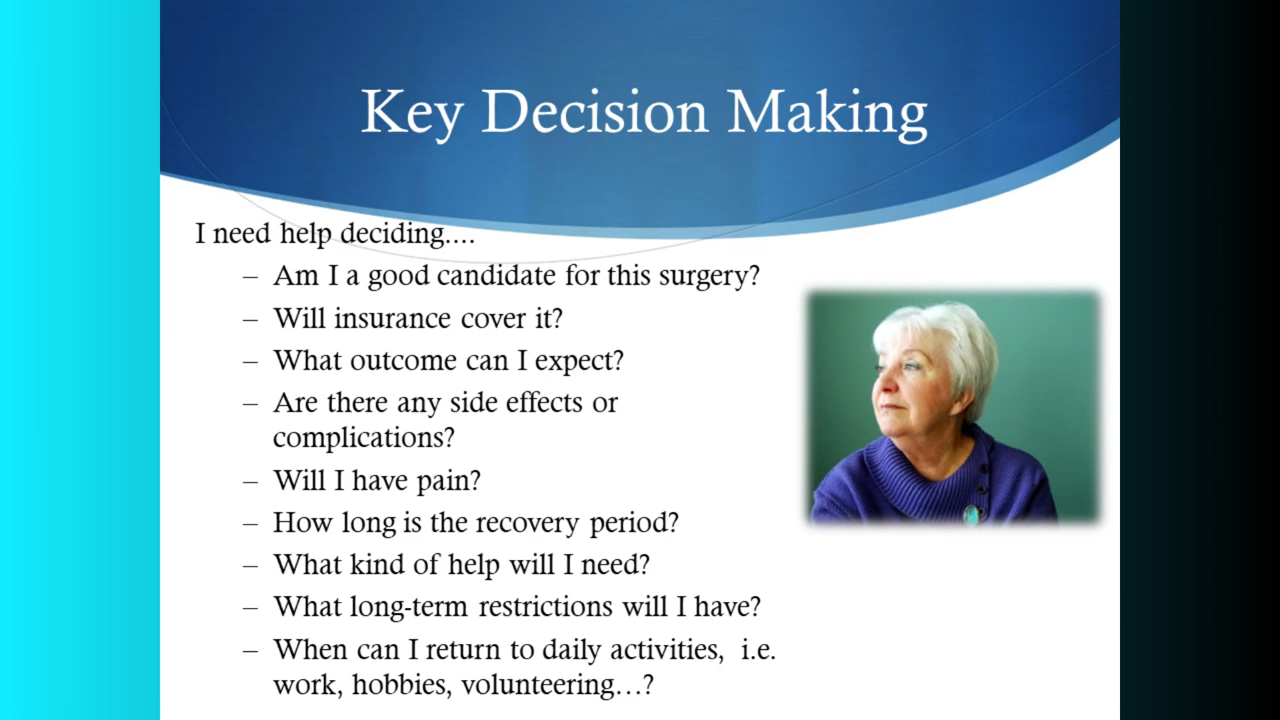 Key Decision Making
I need help deciding....
– Am I a good candidate for this surgery?
– Will insurance cover it?
– What outcome can I expect?
– Are there any side effects or
complications?
– Will I have pain?
– How long is the recovery period?
– What kind of help will I need?
– What long-term restrictions will I have?
– When can I return to daily activities,  i.e.
work, hobbies, volunteering…?